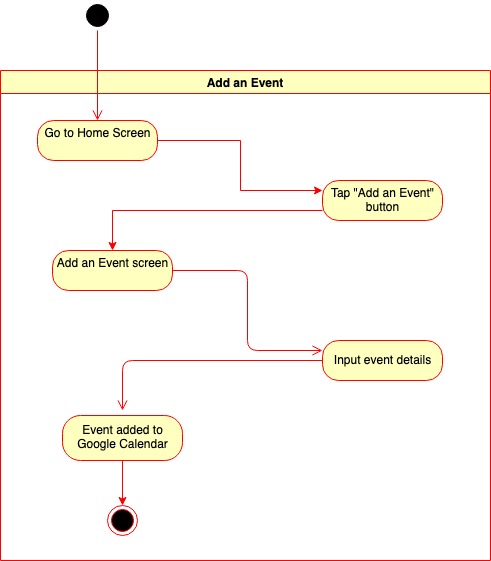 Add an Event
Go to Home Screen
Tap "Add an Event"
button
Add an Event screen
Input event details
Event added to
Google Calendar